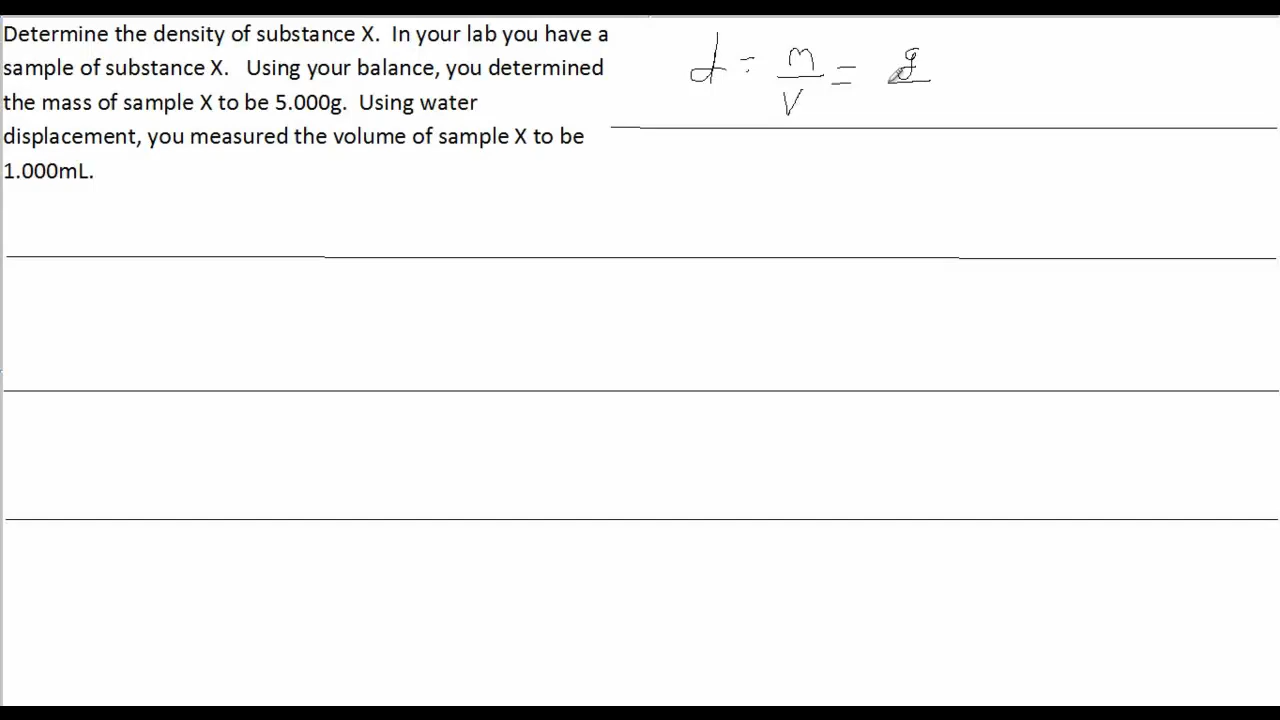 Determine the density of substance X. In your lab you have a
sample of substance X. Using your balance, you determined
the mass of sample X to be 5.000g. Using water
displacement, you measured the volume of sample X to be
1.000mL.
d = m/V = g